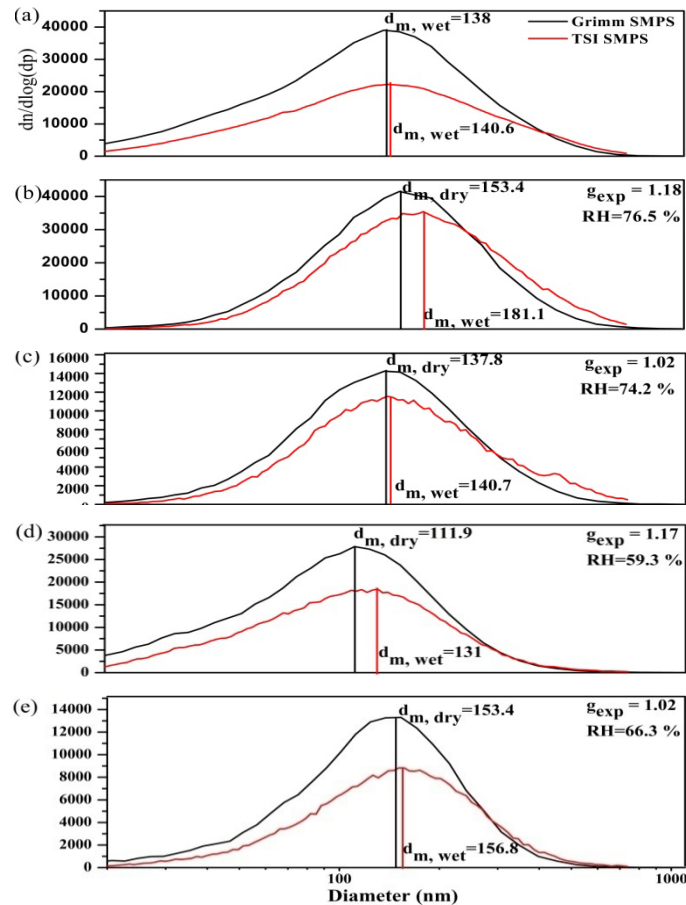 (a)
dm, wet=138
Grimm SMPS
TSI SMPS
dn/dlog(dp)
40000
30000
20000
10000
0
dm, wet=140.6
(b)
dm, dry=153.4
gexp = 1.18
RH=76.5 %
40000
30000
20000
10000
0
dm, wet=181.1
(c)
dm, dry=137.8
gexp = 1.02
RH=74.2 %
16000
14000
12000
10000
8000
6000
4000
2000
0
dm, wet=140.7
(d)
dm, dry=111.9
gexp = 1.17
RH=59.3 %
30000
25000
20000
15000
10000
5000
0
dm, wet=131
(e)
dm, dry=153.4
gexp = 1.02
RH=66.3 %
14000
12000
10000
8000
6000
4000
2000
0
dm, wet=156.8
100
1000
Diameter (nm)